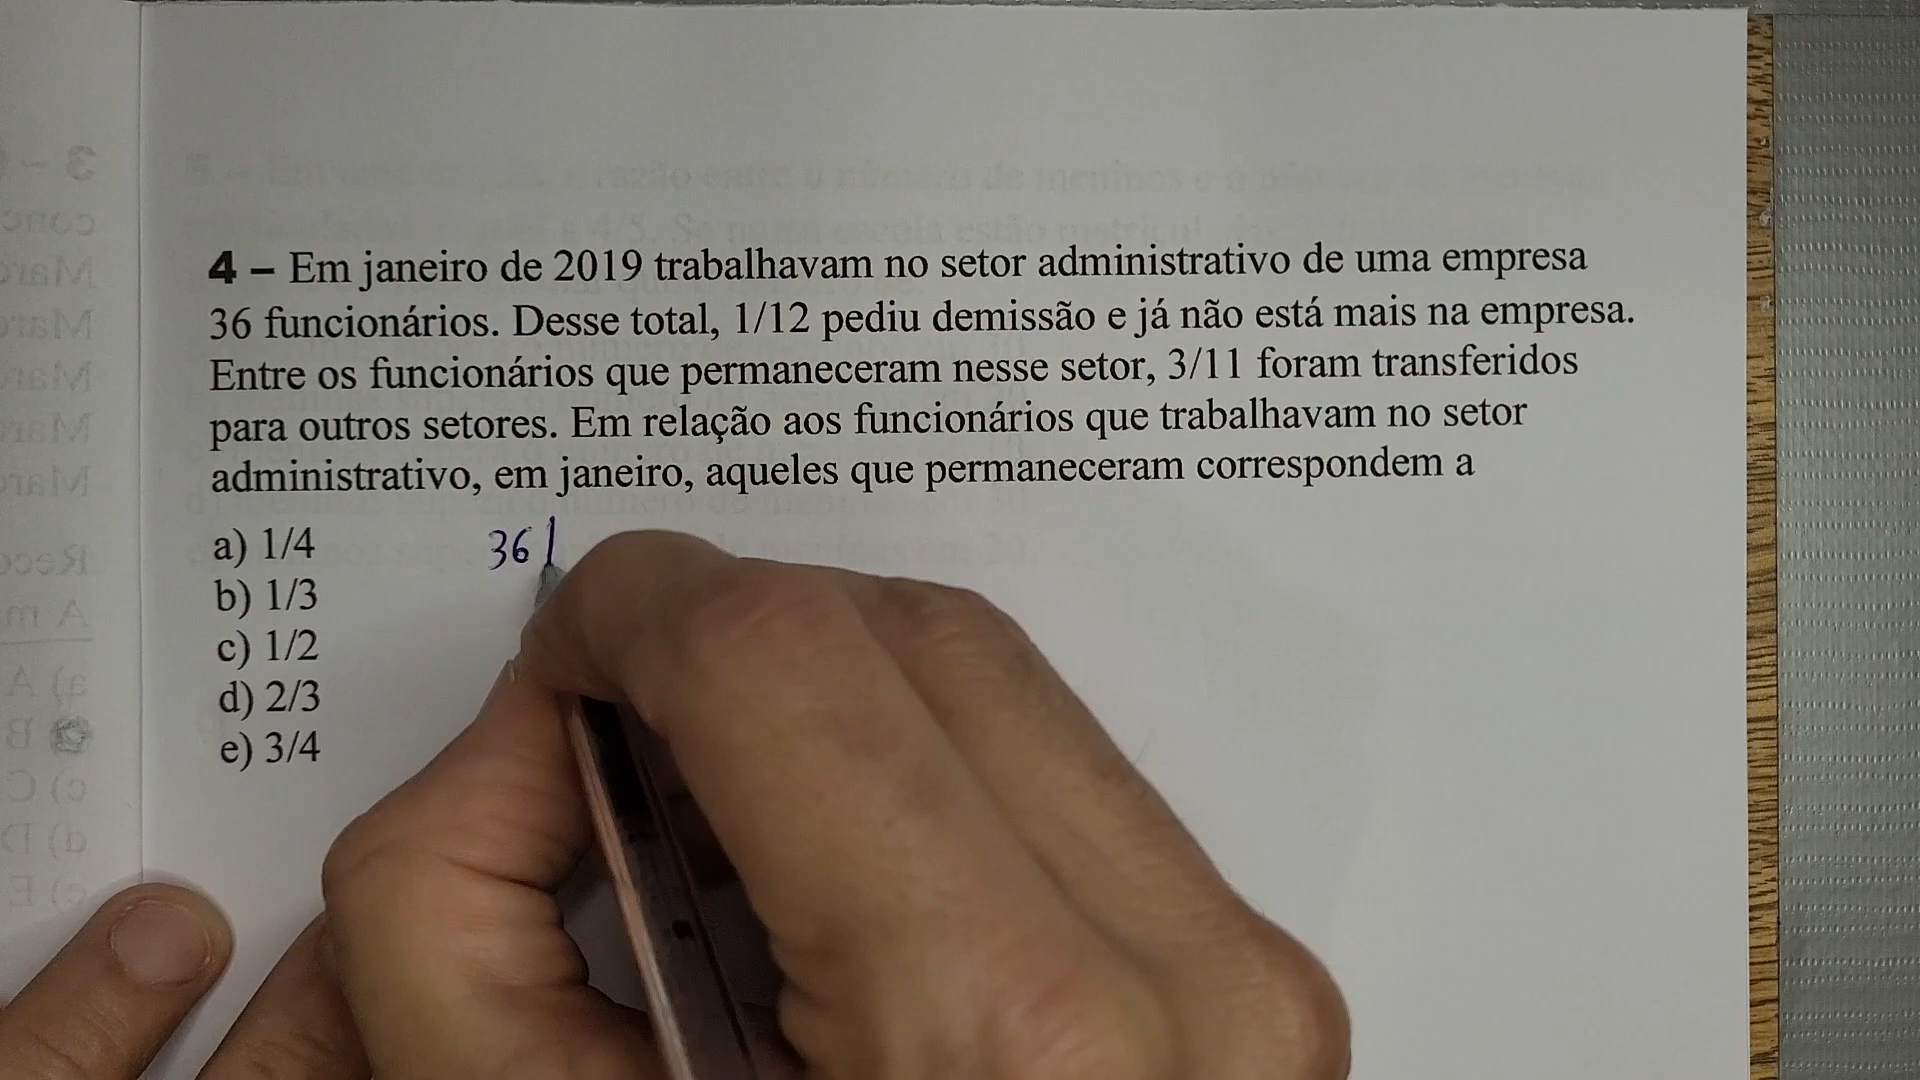 4 – Em janeiro de 2019 trabalhavam no setor administrativo de uma empresa
36 funcionários. Desse total, 1/12 pediu demissão e já não está mais na empresa.
Entre os funcionários que permaneceram nesse setor, 3/11 foram transferidos
para outros setores. Em relação aos funcionários que trabalhavam no setor
administrativo, em janeiro, aqueles que permaneceram correspondem a
a) 1/4
b) 1/3
c) 1/2
d) 2/3
e) 3/4
36